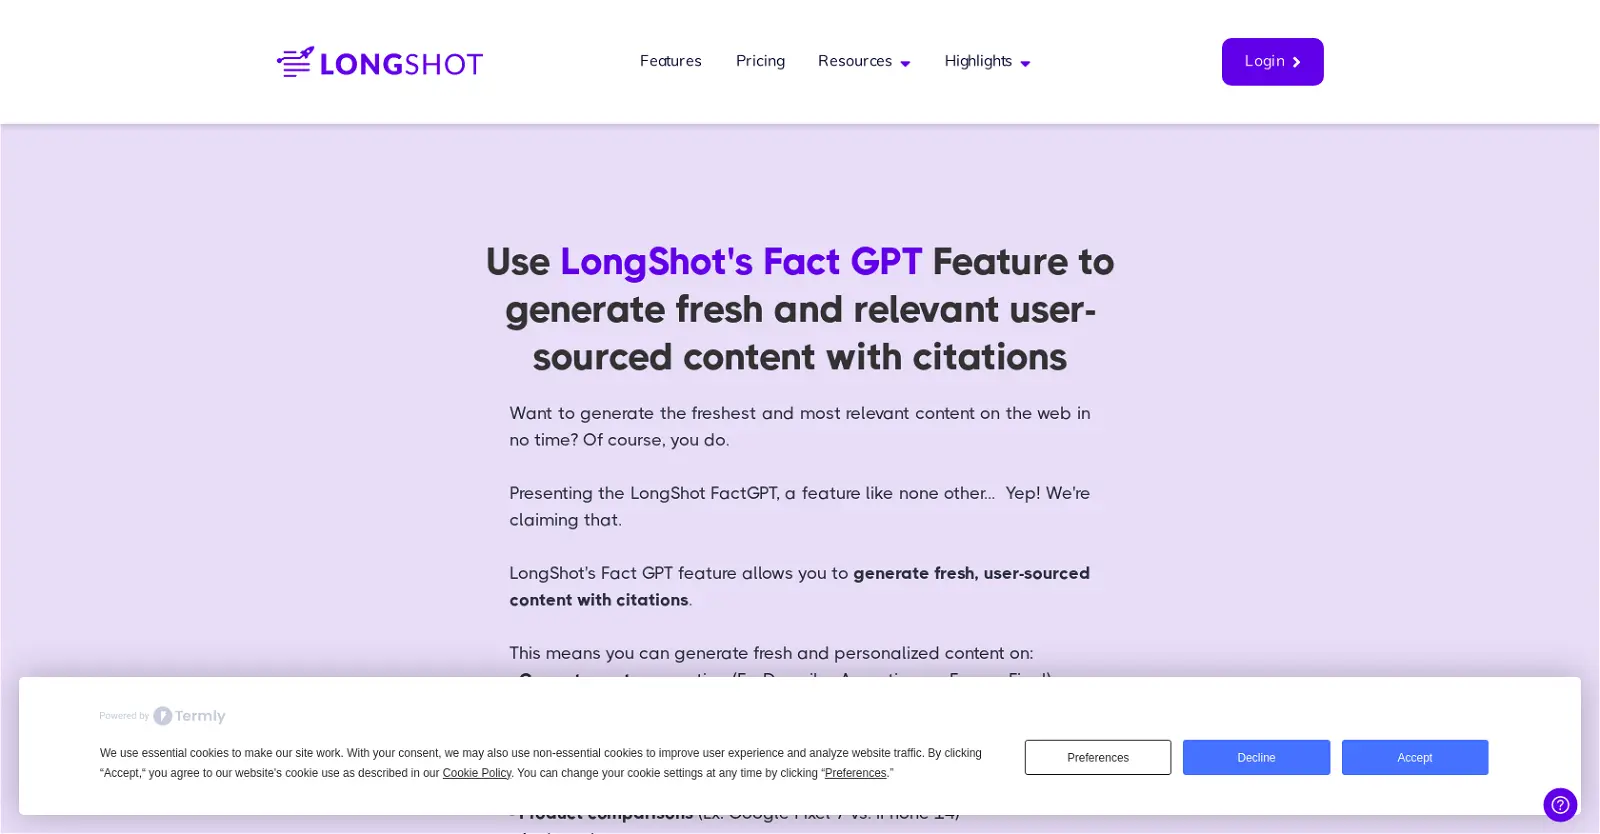 LONGSHOT
Features
Pricing
Resources
Highlights
Login
Use LongShot's Fact GPT Feature to
generate fresh and relevant user-
sourced content with citations
Want to generate the freshest and most relevant content on the web in
no time? Of course, you do.
Presenting the LongShot FactGPT, a feature like none other... Yep! We're
claiming that.
LongShot's Fact GPT feature allows you to generate fresh, user-sourced
content with citations.
This means you can generate fresh and personalized content on:
Powered by Termly
We use essential cookies to make our site work. With your consent, we may also use non-essential cookies to improve user experience and analyze website traffic. By clicking
“Accept,“ you agree to our website's cookie use as described in our Cookie Policy. You can change your cookie settings at any time by clicking “Preferences.”
Preferences
Decline
Accept
- Product comparisons (Ex: Google Pixel 7 vs. iPhone 14)